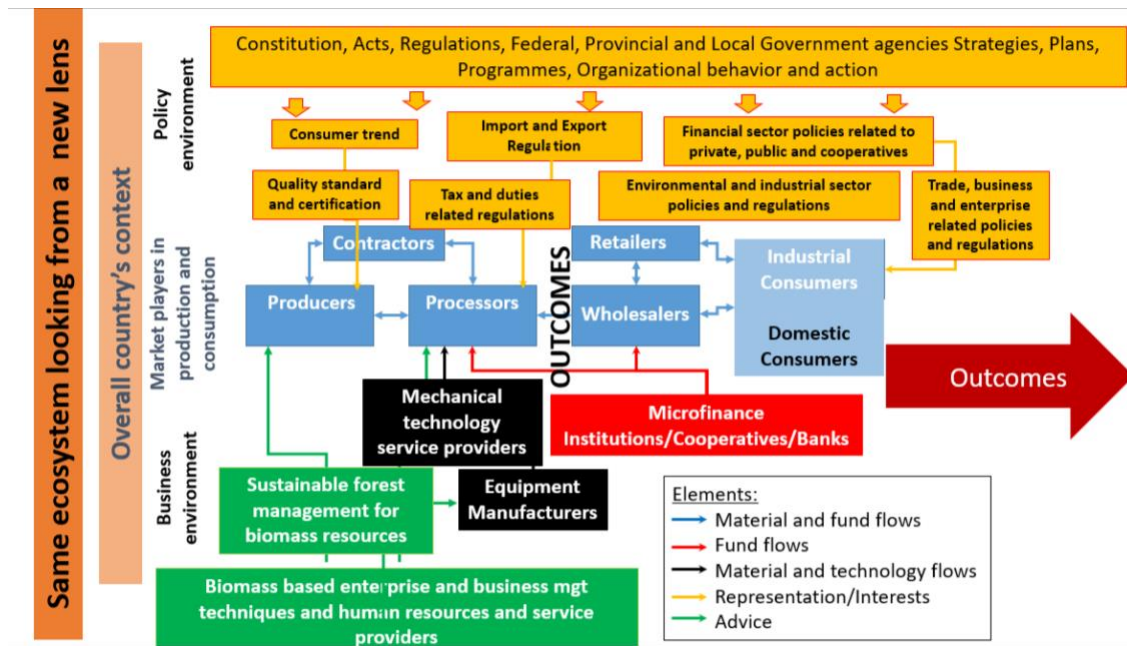 Same ecosystem looking from a new lens
Overall country's context
Policy
environment
Constitution, Acts, Regulations, Federal, Provincial and Local Government agencies Strategies, Plans,
Programmes, Organizational behavior and action
Consumer trend
Import and Export
Regulation
Financial sector policies related to
private, public and cooperatives
Quality standard
and certification
Tax and duties
related regulations
Environmental and industrial sector
policies and regulations
Trade, business
and enterprise
related policies
and regulations
Market players in
production and
consumption
Contractors
Retailers
Industrial
Consumers
Producers
Processors
OUTCOMES
Wholesalers
Domestic
Consumers
Outcomes
Business
environment
Mechanical
technology
service providers
Microfinance
Institutions/Cooperatives/Banks
Sustainable forest
management for
biomass resources
Equipment
Manufacturers
Biomass based enterprise and business mgt
techniques and human resources and service
providers
Elements:
Material and fund flows
Fund flows
Material and technology flows
Representation/Interests
Advice